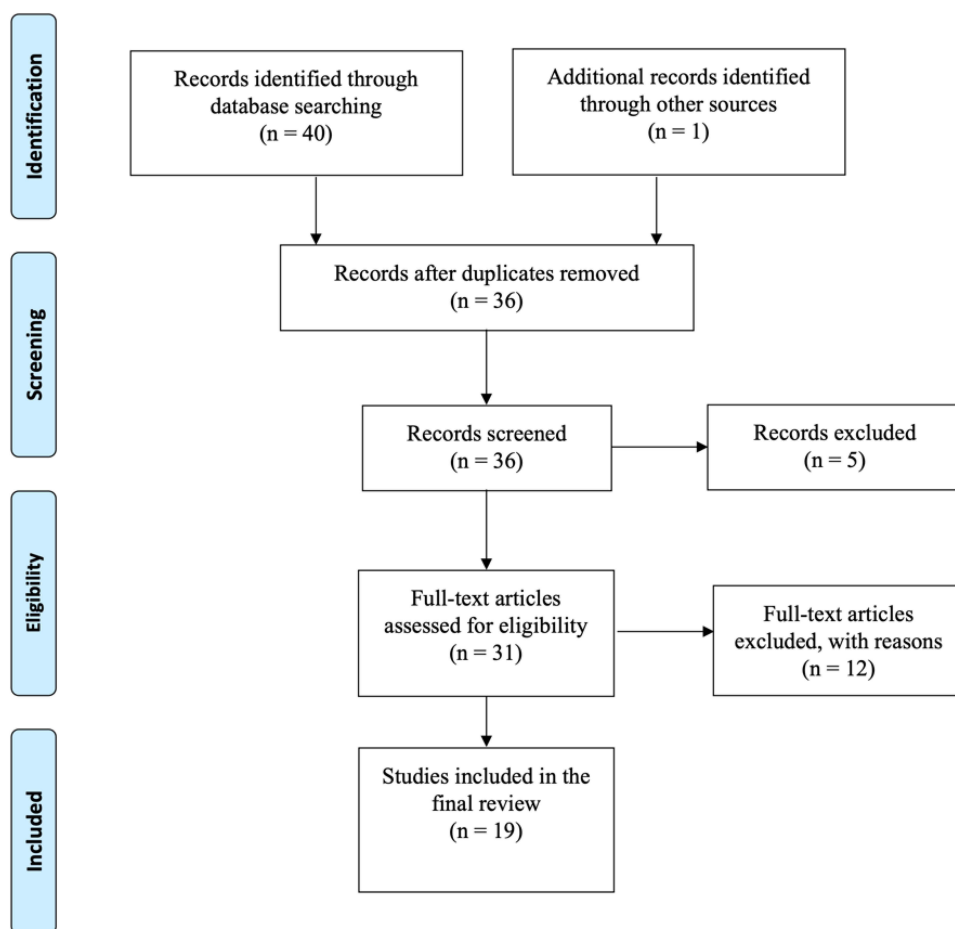 Identification
Records identified through
database searching
(n = 40)
Additional records identified
through other sources
(n = 1)
Screening
Records after duplicates removed
(n = 36)
Records screened
(n = 36)
Records excluded
(n = 5)
Eligibility
Full-text articles
assessed for eligibility
(n = 31)
Full-text articles
excluded, with reasons
(n = 12)
Included
Studies included in the
final review
(n = 19)